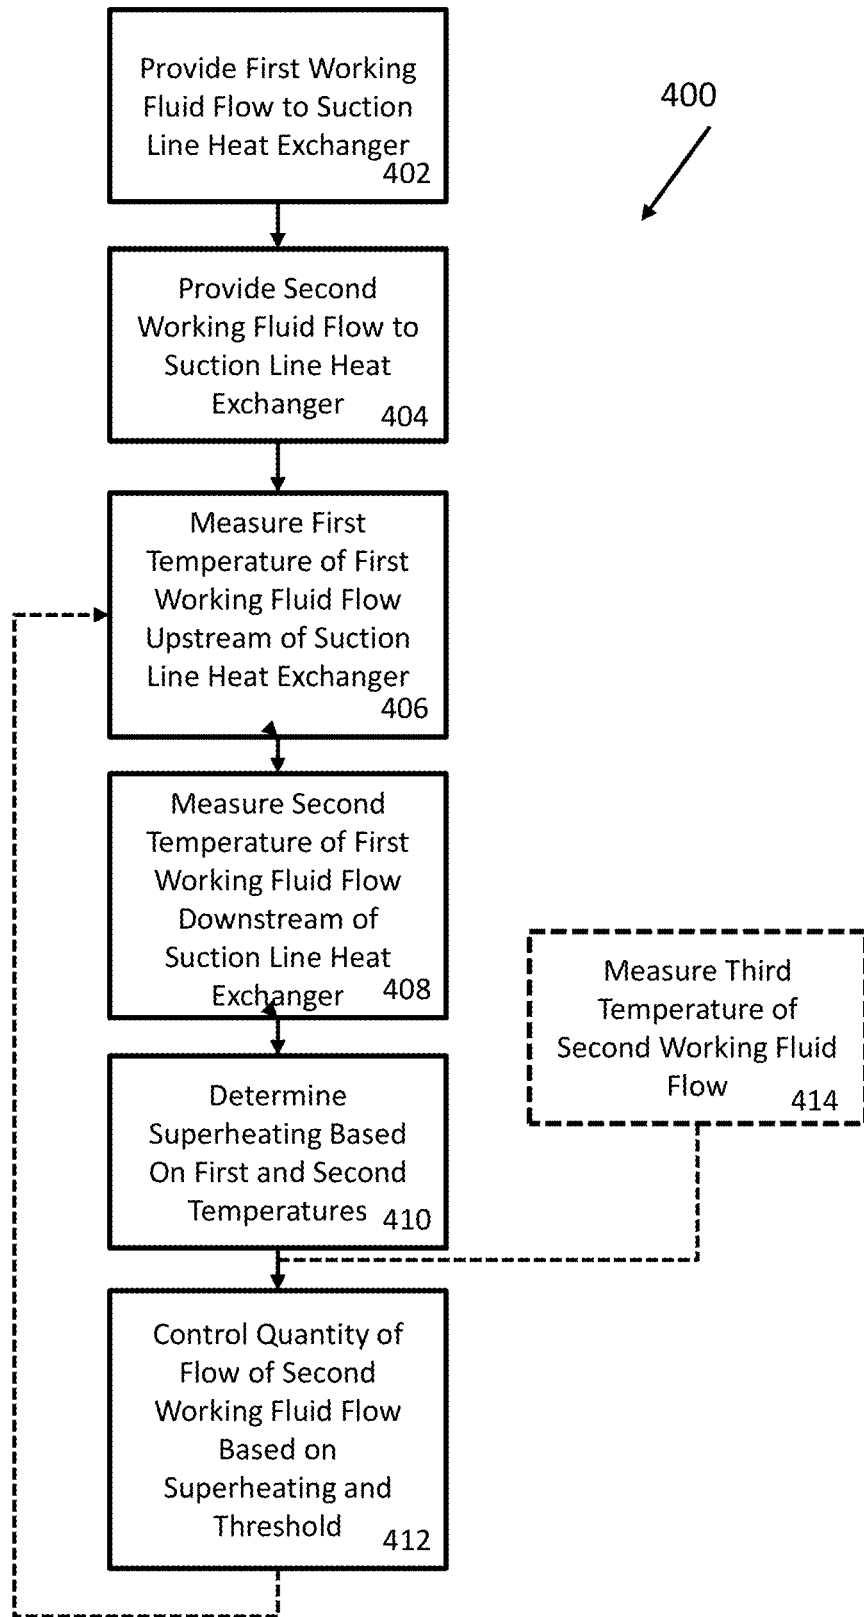 Provide First Working
Fluid Flow to Suction
Line Heat Exchanger
402
400
Provide Second
Working Fluid Flow to
Suction Line Heat
Exchanger
404
Measure First
Temperature of First
Working Fluid Flow
Upstream of Suction
Line Heat Exchanger
406
Measure Second
Temperature of First
Working Fluid Flow
Downstream of
Suction Line Heat
Exchanger
408
Measure Third
Temperature of
Second Working Fluid
Flow
414
Determine
Superheating Based
On First and Second
Temperatures
410
Control Quantity of
Flow of Second
Working Fluid Flow
Based on
Superheating and
Threshold
412